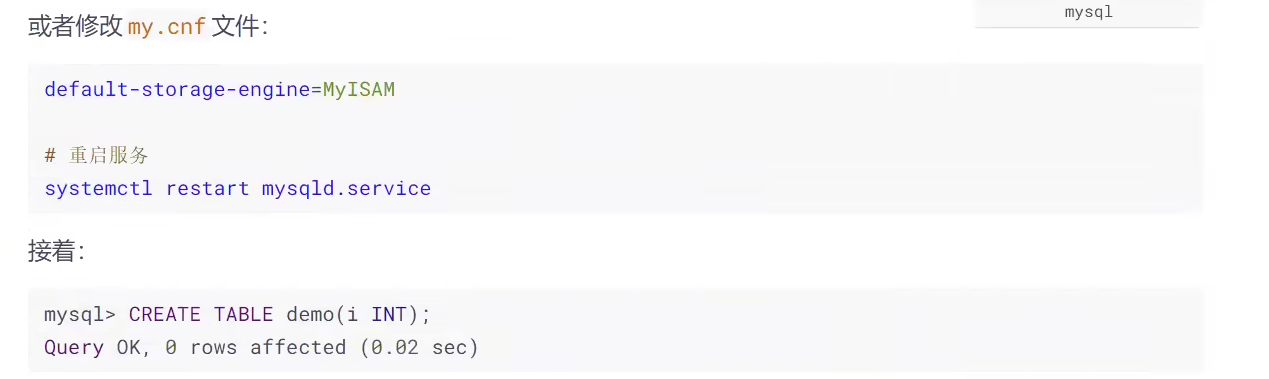 或者修改 my.cnf 文件：
mysql
default-storage-engine=MyISAM
# 重启服务
systemctl restart mysqld.service
接着：
mysql> CREATE TABLE demo(i INT);
Query OK, 0 rows affected (0.02 sec)